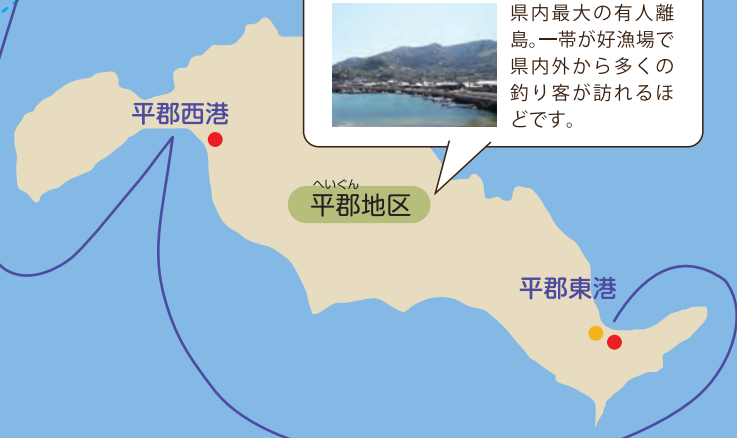 県内最大の有人離
島。一帯が好漁場で
県内外から多くの
釣り客が訪れるほ
どです。
平郡西港
へいぐん
平郡地区
平郡東港